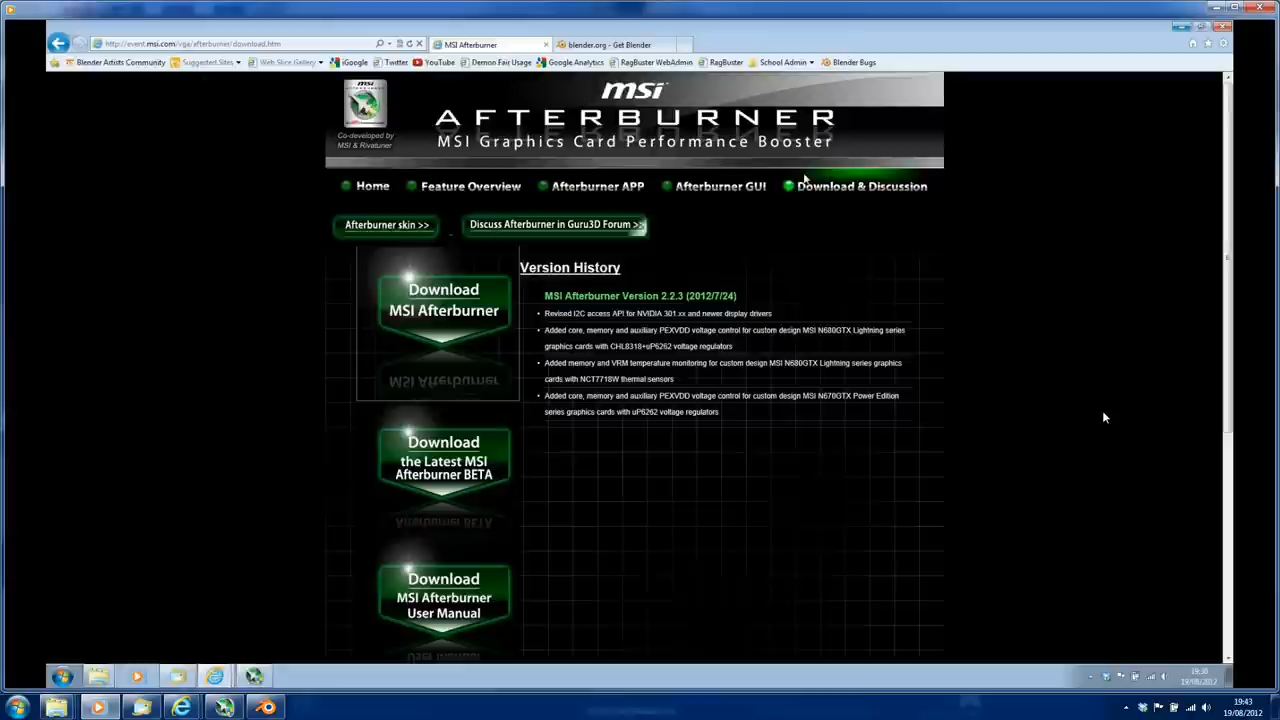 http://event.msi.com/vga/afterburner/download.htm
MSI Afterburner
blender.org - Get Blender
Blender Artists Community
Suggested Sites
Web Slice Gallery
iGoogle
Twitter
YouTube
Demon Fair Usage
Google Analytics
RagBuster WebAdmin
RagBuster
School Admin
Blender Bugs
msi
AFTERBURNER
MSI Graphics Card Performance Booster
Co-developed by
MSI & Rivatuner
Home
Feature Overview
Afterburner APP
Afterburner GUI
Download & Discussion
Afterburner skin >>
Discuss Afterburner in Guru3D Forum >>
Version History
Download
MSI Afterburner
MSI Afterburner Version 2.2.3 (2012/7/24)
• Revised I2C access API for NVIDIA 301.xx and newer display drivers
• Added core, memory and auxiliary PEXVDD voltage control for custom design MSI N680GTX Lightning series
graphics cards with CHL8318+uP6262 voltage regulators
• Added memory and VRM temperature monitoring for custom design MSI N680GTX Lightning series graphics
cards with NCT7718W thermal sensors
• Added core, memory and auxiliary PEXVDD voltage control for custom design MSI N670GTX Power Edition
series graphics cards with uP6262 voltage regulators
Download
the Latest MSI
Afterburner BETA
Download
MSI Afterburner
User Manual
19:30
19/08/2012
19:43
19/08/2012